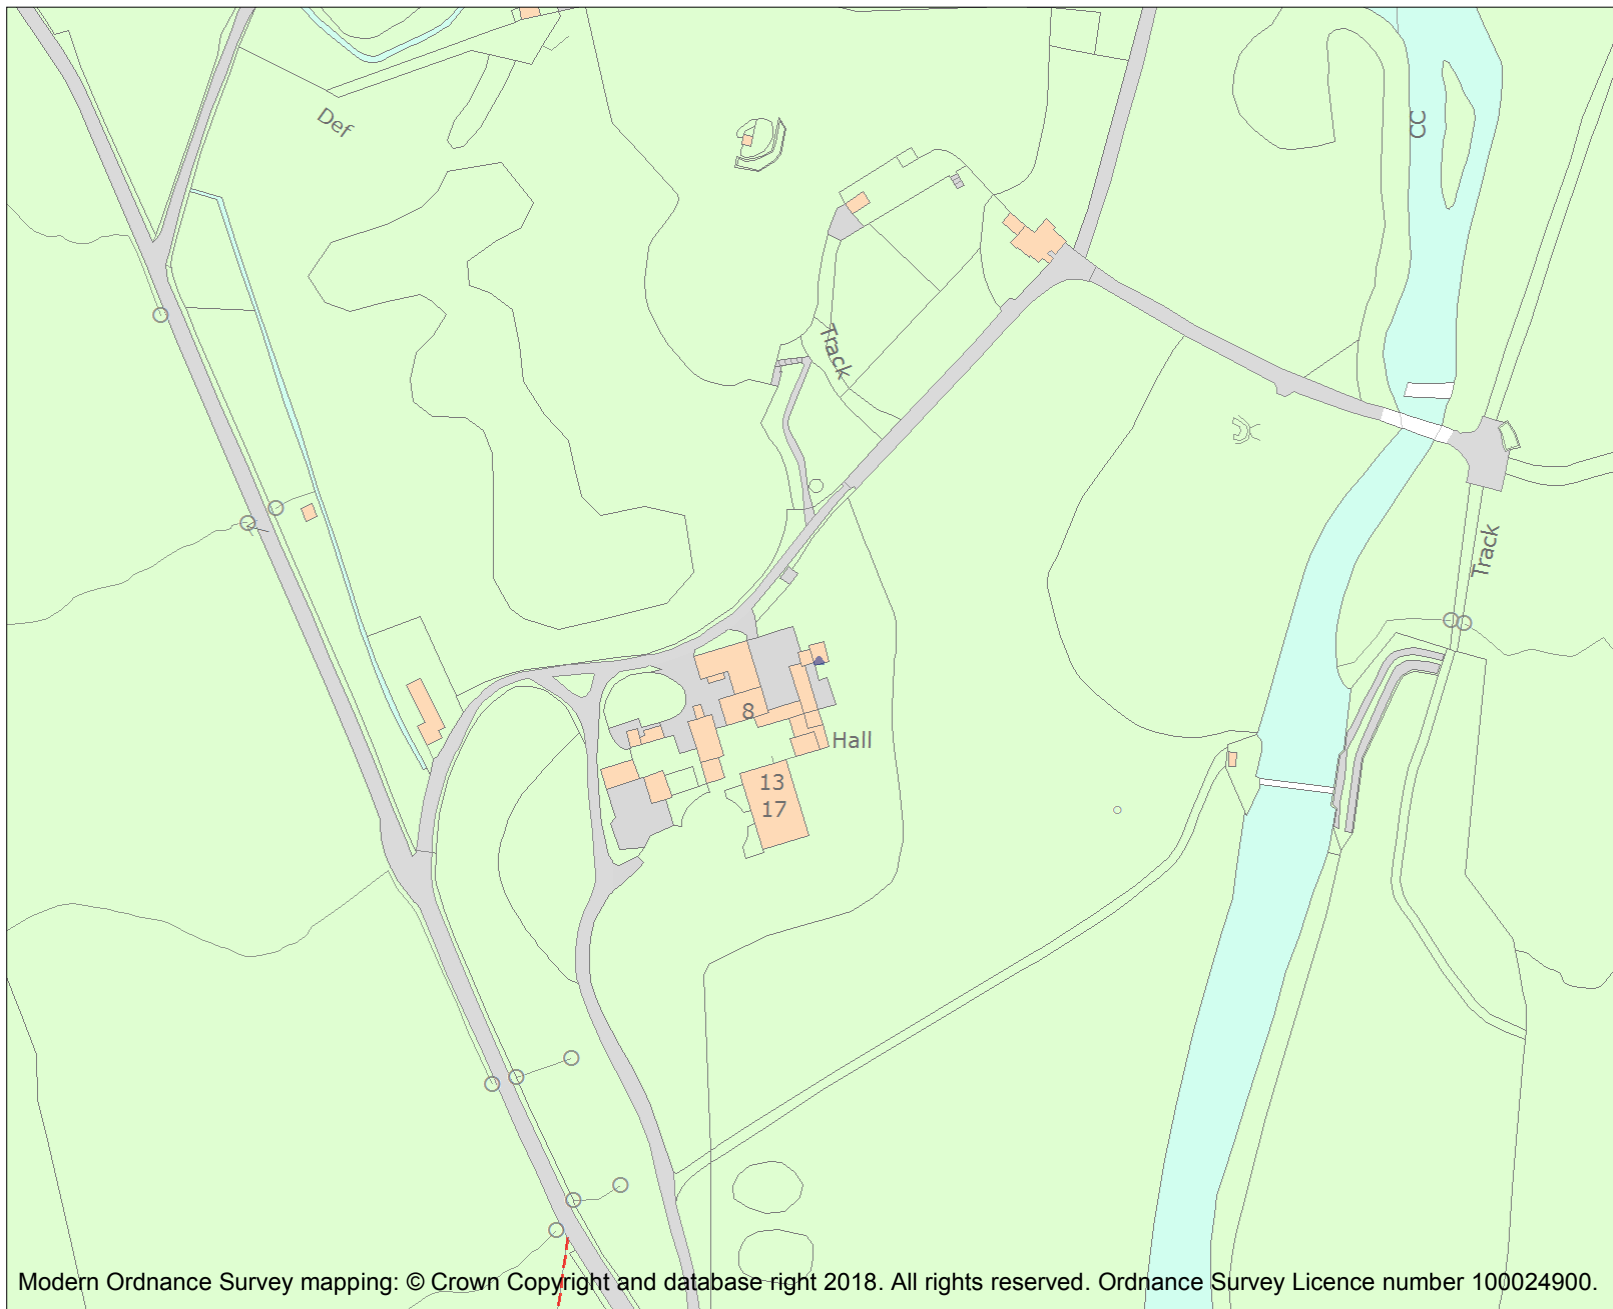 Def
CC
Track
Track
8
Hall
13
17
Modern Ordnance Survey mapping: © Crown Copyright and database right 2018. All rights reserved. Ordnance Survey Licence number 100024900.